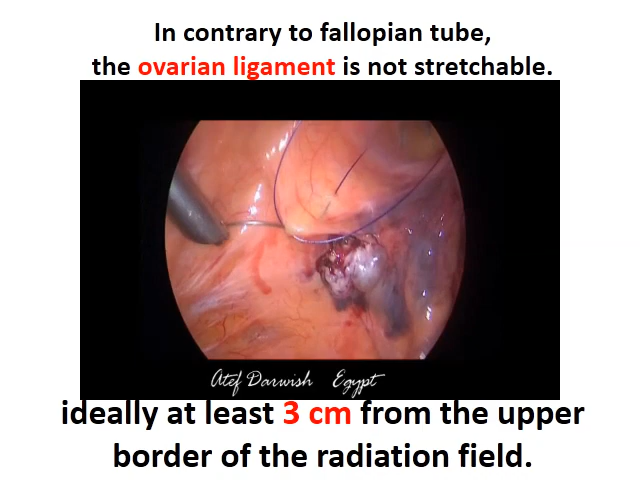 In contrary to fallopian tube,
the ovarian ligament is not stretchable.
Atef Darwish Egypt
ideally at least 3 cm from the upper
border of the radiation field.